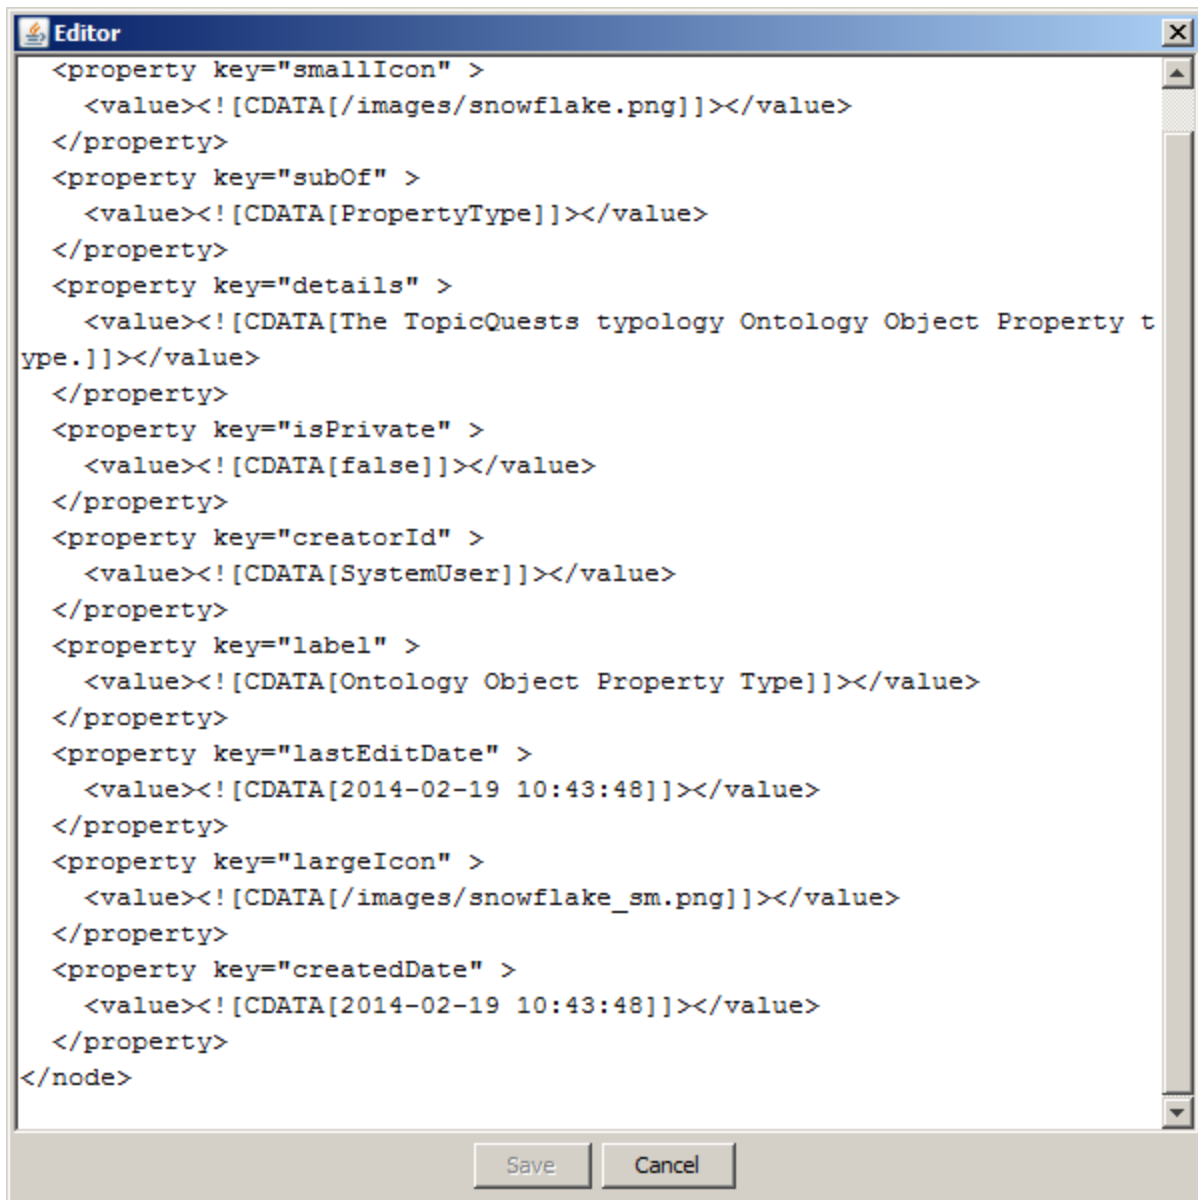 Editor
  <property key="smallIcon" >
    <value><![CDATA[/images/snowflake.png]]></value>
  </property>
  <property key="subOf" >
    <value><![CDATA[PropertyType]]></value>
  </property>
  <property key="details" >
    <value><![CDATA[The TopicQuests typology Ontology Object Property t
ype.]]></value>
  </property>
  <property key="isPrivate" >
    <value><![CDATA[false]]></value>
  </property>
  <property key="creatorId" >
    <value><![CDATA[SystemUser]]></value>
  </property>
  <property key="label" >
    <value><![CDATA[Ontology Object Property Type]]></value>
  </property>
  <property key="lastEditDate" >
    <value><![CDATA[2014-02-19 10:43:48]]></value>
  </property>
  <property key="largeIcon" >
    <value><![CDATA[/images/snowflake_sm.png]]></value>
  </property>
  <property key="createdDate" >
    <value><![CDATA[2014-02-19 10:43:48]]></value>
  </property>
</node>
Save Cancel